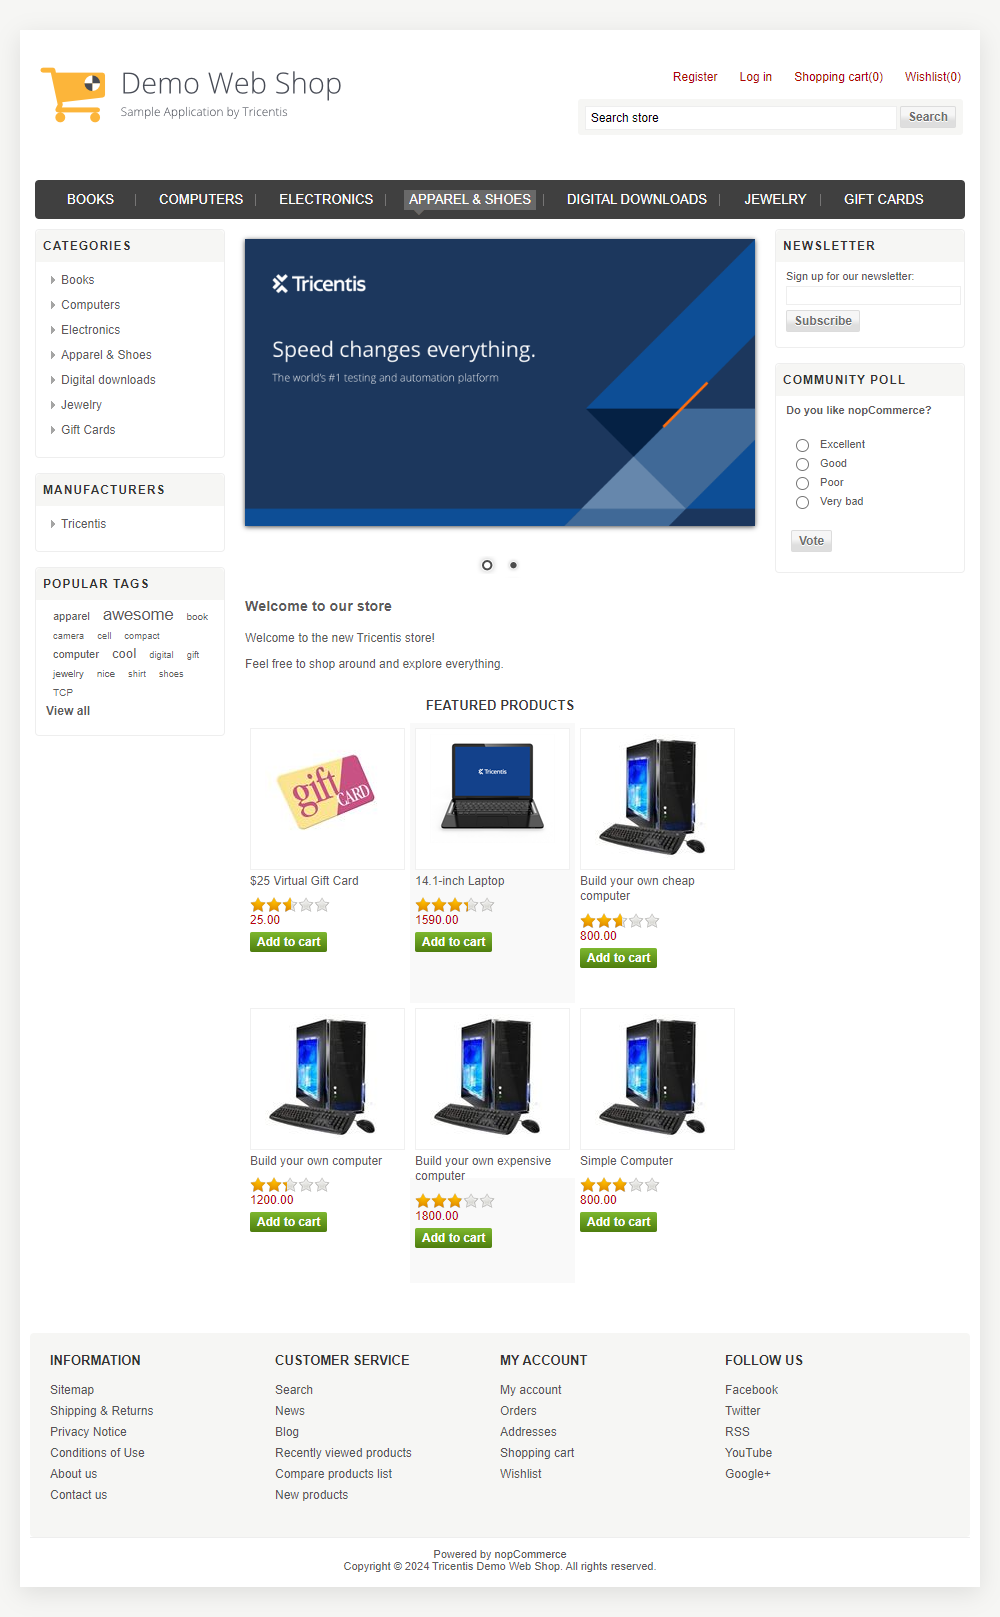 Demo Web Shop
Sample Application by Tricentis
Register Log in Shopping cart(0) Wishlist(0)
Search store Search
BOOKS COMPUTERS ELECTRONICS APPAREL & SHOES DIGITAL DOWNLOADS JEWELRY GIFT CARDS
CATEGORIES
Books
Computers
Electronics
Apparel & Shoes
Digital downloads
Jewelry
Gift Cards
MANUFACTURERS
Tricentis
POPULAR TAGS
apparel awesome book
camera cell compact
computer cool digital gift
jewelry nice shirt shoes
TCP
View all
Tricentis
Speed changes everything.
The world's #1 testing and automation platform
Welcome to our store
Welcome to the new Tricentis store!
Feel free to shop around and explore everything.
FEATURED PRODUCTS
gift CARD
$25 Virtual Gift Card
25.00
Add to cart
Tricentis
14.1-inch Laptop
1590.00
Add to cart
Build your own cheap
computer
800.00
Add to cart
Build your own computer
1200.00
Add to cart
Build your own expensive
computer
1800.00
Add to cart
Simple Computer
800.00
Add to cart
NEWSLETTER
Sign up for our newsletter:
Subscribe
COMMUNITY POLL
Do you like nopCommerce?
Excellent
Good
Poor
Very bad
Vote
INFORMATION
Sitemap
Shipping & Returns
Privacy Notice
Conditions of Use
About us
Contact us
CUSTOMER SERVICE
Search
News
Blog
Recently viewed products
Compare products list
New products
MY ACCOUNT
My account
Orders
Addresses
Shopping cart
Wishlist
FOLLOW US
Facebook
Twitter
RSS
YouTube
Google+
Powered by nopCommerce
Copyright © 2024 Tricentis Demo Web Shop. All rights reserved.